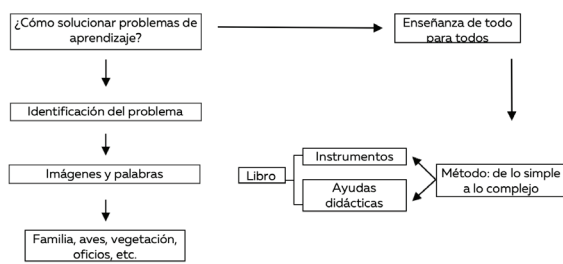 ¿Cómo solucionar problemas de
aprendizaje?
Enseñanza de todo
para todos
Identificación del problema
Imágenes y palabras
Familia, aves, vegetación,
oficios, etc.
Libro
Instrumentos
Ayudas
didácticas
Método: de lo simple
a lo complejo